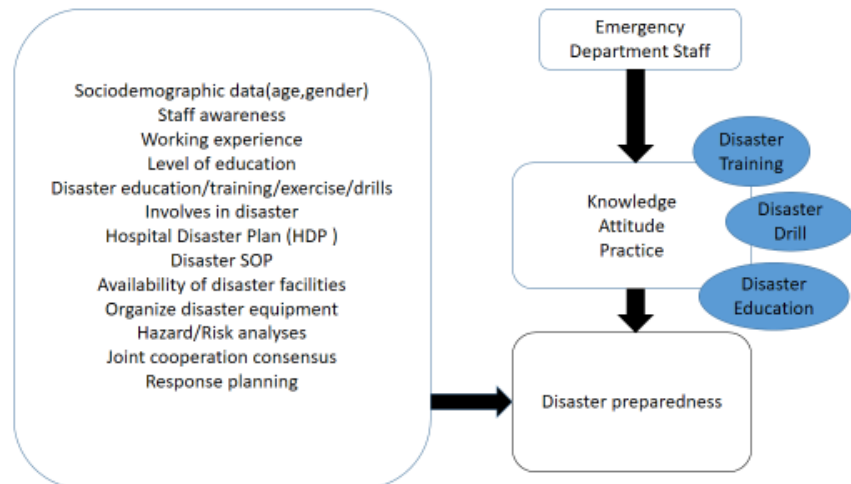 Sociodemographic data(age,gender)
Staff awareness
Working experience
Level of education
Disaster education/training/exercise/drills
Involves in disaster
Hospital Disaster Plan (HDP )
Disaster SOP
Availability of disaster facilities
Organize disaster equipment
Hazard/Risk analyses
Joint cooperation consensus
Response planning
Emergency
Department Staff
Knowledge
Attitude
Practice
Disaster
Training
Disaster
Drill
Disaster
Education
Disaster preparedness